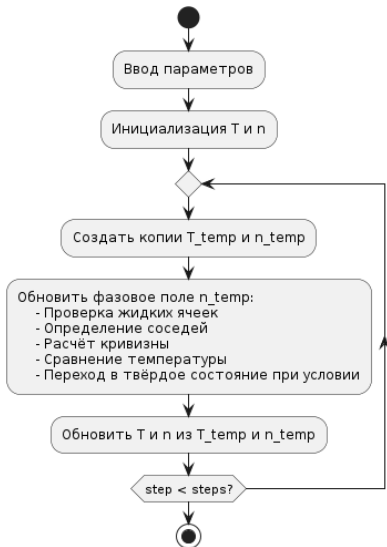 Ввод параметров
Инициализация T и n
Создать копии T_temp и n_temp
Обновить фазовое поле n_temp:
- Проверка жидких ячеек
- Определение соседей
- Расчёт кривизны
- Сравнение температуры
- Переход в твёрдое состояние при условии
Обновить T и n из T_temp и n_temp
step < steps?